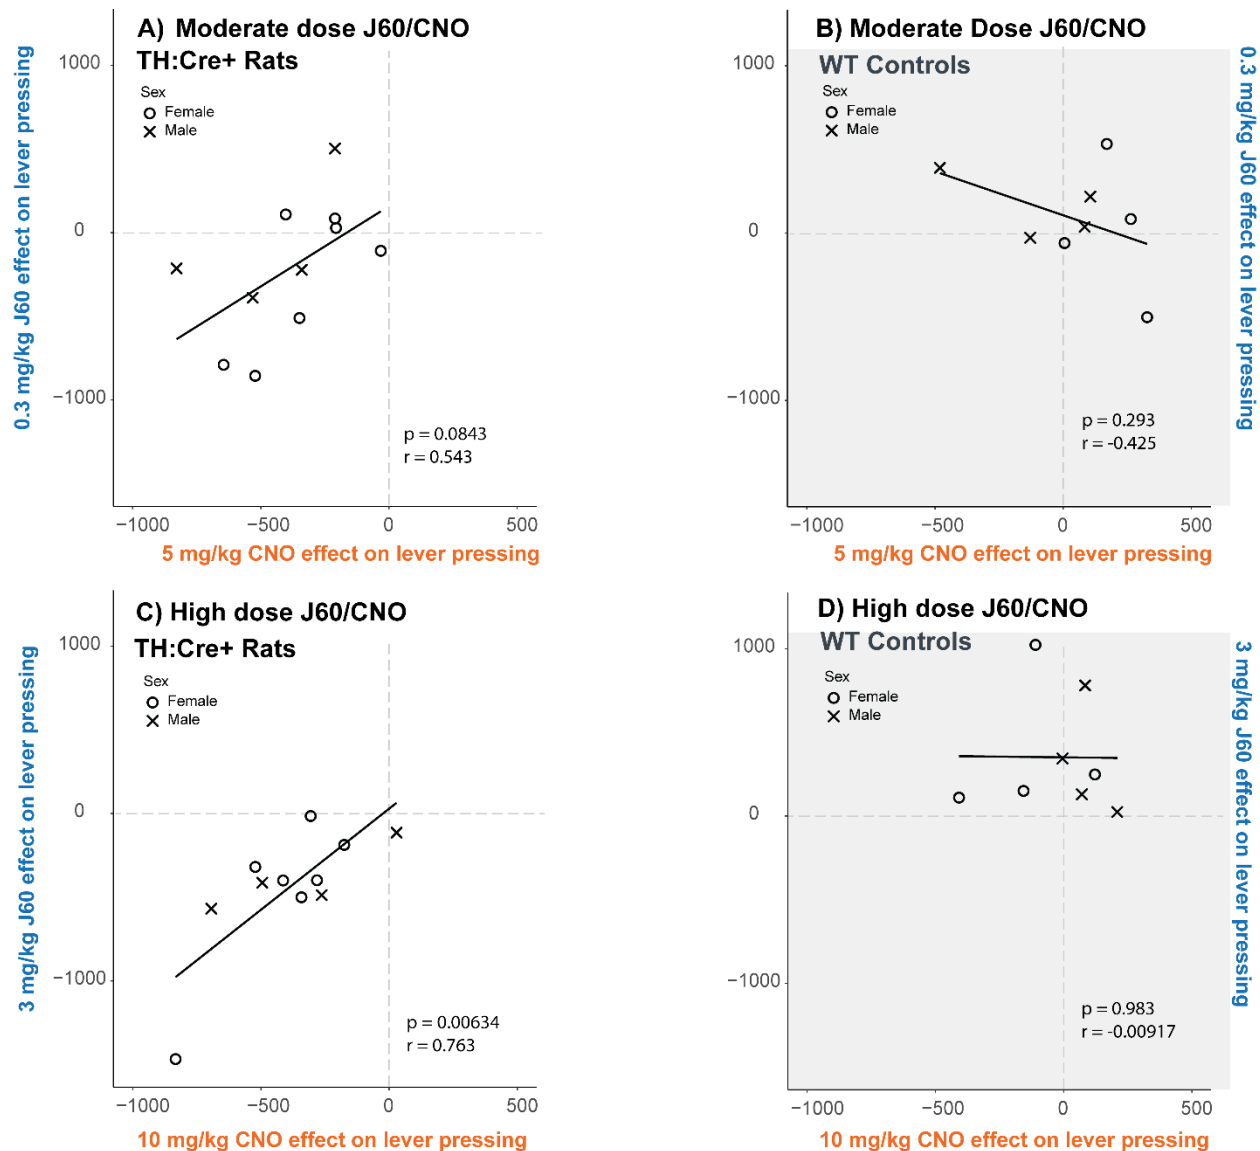 A) Moderate dose J60/CNO
TH:Cre+ Rats
Sex
Female
Male
1000
0
−1000
0.3 mg/kg J60 effect on lever pressing
p = 0.0843
r = 0.543
−1000
−500
0
500
5 mg/kg CNO effect on lever pressing
B) Moderate Dose J60/CNO
WT Controls
Sex
Female
Male
1000
0
−1000
0.3 mg/kg J60 effect on lever pressing
p = 0.293
r = -0.425
−1000
−500
0
500
5 mg/kg CNO effect on lever pressing
C) High dose J60/CNO
TH:Cre+ Rats
Sex
Female
Male
1000
0
−1000
3 mg/kg J60 effect on lever pressing
p = 0.00634
r = 0.763
−1000
−500
0
500
10 mg/kg CNO effect on lever pressing
D) High dose J60/CNO
WT Controls
Sex
Female
Male
1000
0
−1000
3 mg/kg J60 effect on lever pressing
p = 0.983
r = -0.00917
−1000
−500
0
500
10 mg/kg CNO effect on lever pressing